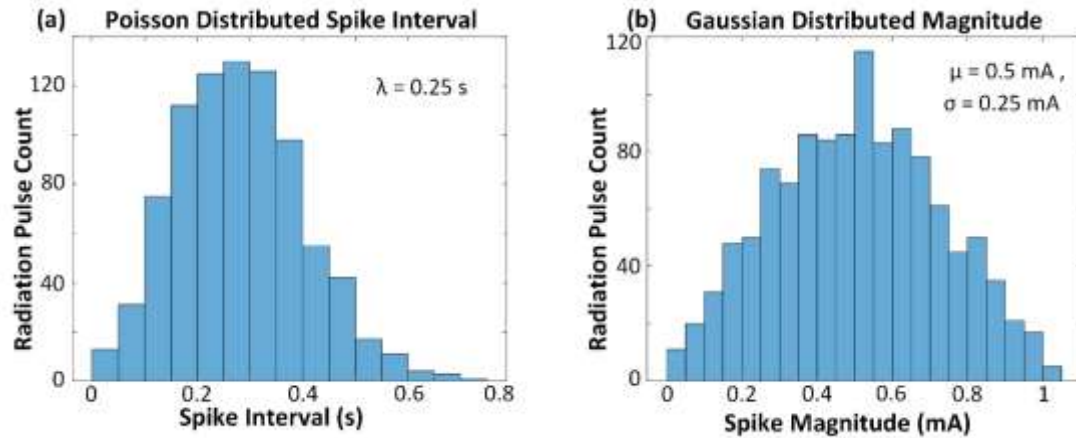 (a) Poisson Distributed Spike Interval
120
80
40
0
Radiation Pulse Count
λ = 0.25 s
0 0.2 0.4 0.6 0.8
Spike Interval (s)
(b) Gaussian Distributed Magnitude
120
80
40
0
Radiation Pulse Count
μ = 0.5 mA ,
σ = 0.25 mA
0 0.2 0.4 0.6 0.8 1
Spike Magnitude (mA)